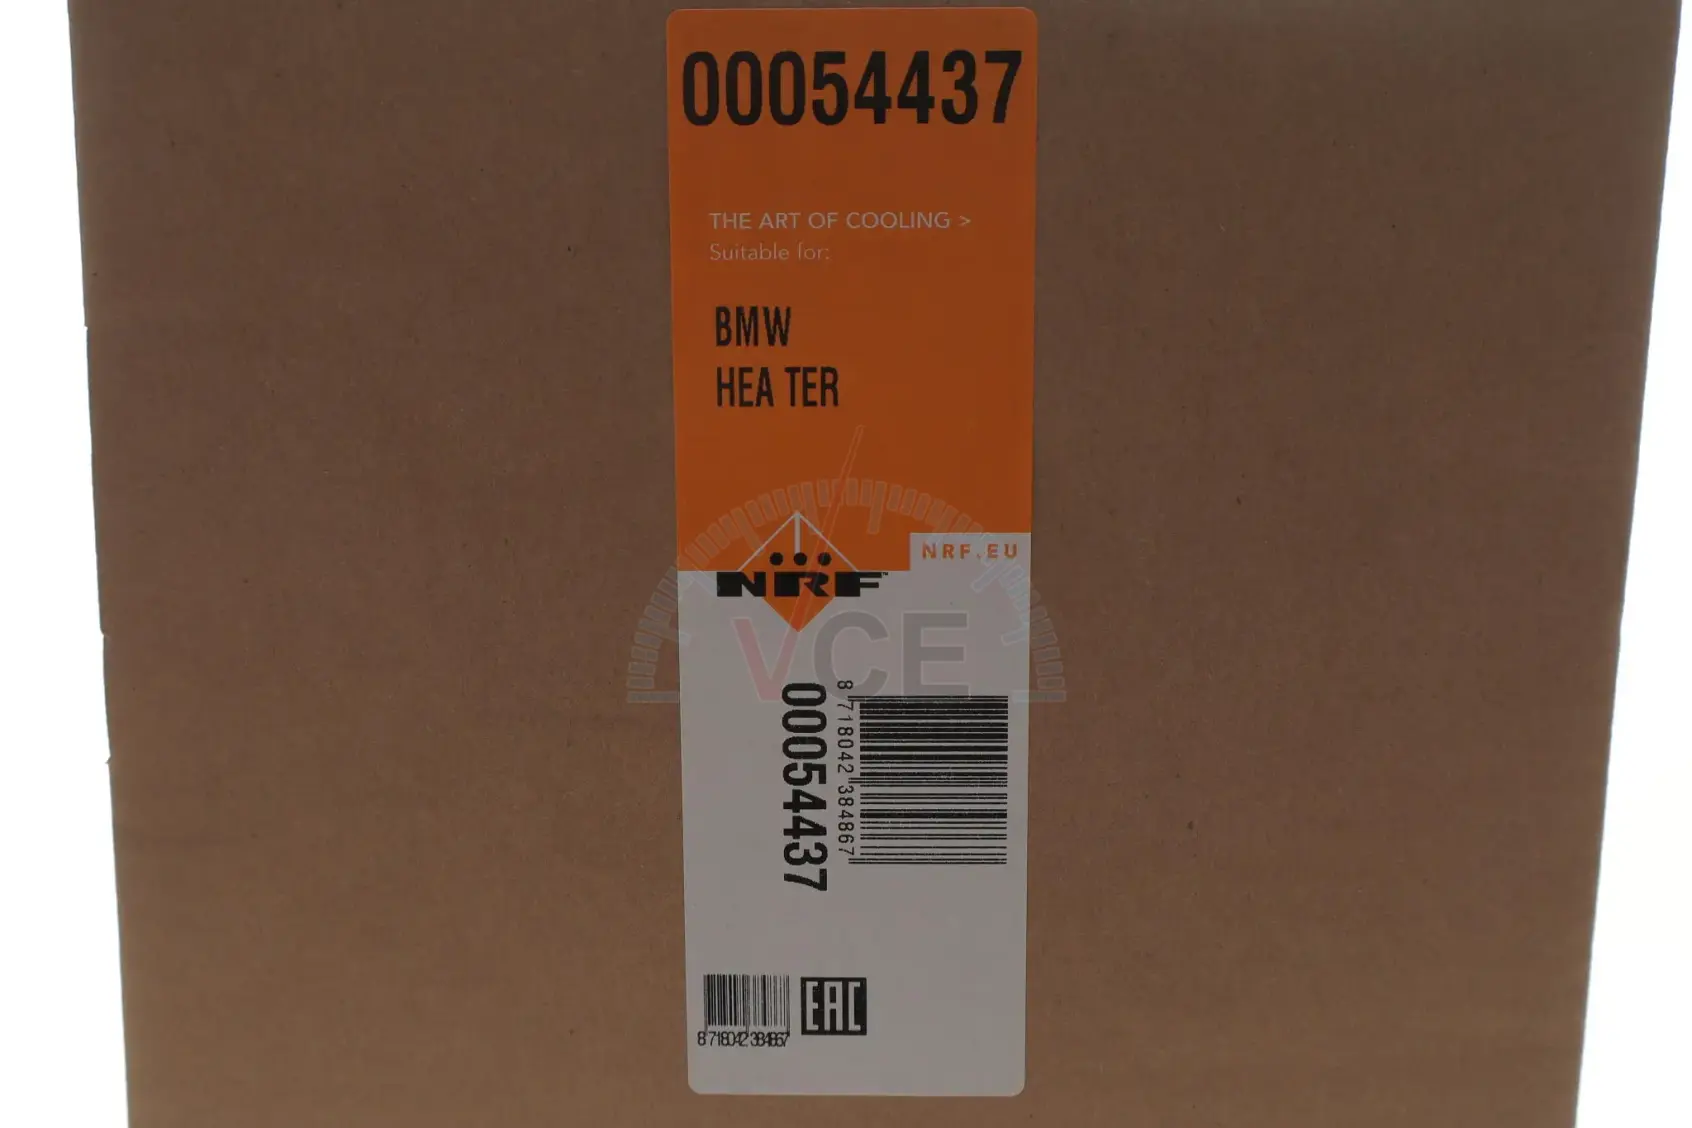 00054437
THE ART OF COOLING >
Suitable for:
BMW
HEA TER
NRF.EU
NRF™
VCE
8 718042 384867
00054437
8 718042 384867
EAC